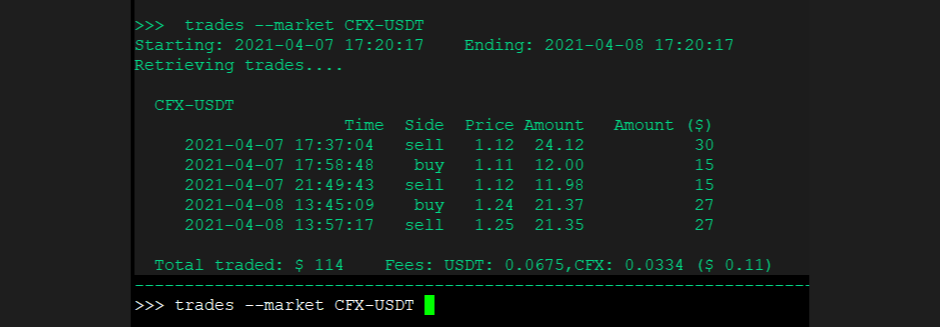 >>> trades --market CFX-USDT
Starting: 2021-04-07 17:20:17 Ending: 2021-04-08 17:20:17
Retrieving trades....
CFX-USDT
Time Side Price Amount Amount ($)
2021-04-07 17:37:04 sell 1.12 24.12 30
2021-04-07 17:58:48 buy 1.11 12.00 15
2021-04-07 21:49:43 sell 1.12 11.98 15
2021-04-08 13:45:09 buy 1.24 21.37 27
2021-04-08 13:57:17 sell 1.25 21.35 27
Total traded: $ 114 Fees: USDT: 0.0675,CFX: 0.0334 ($ 0.11)
--------------------------------------------------------------------
>>> trades --market CFX-USDT